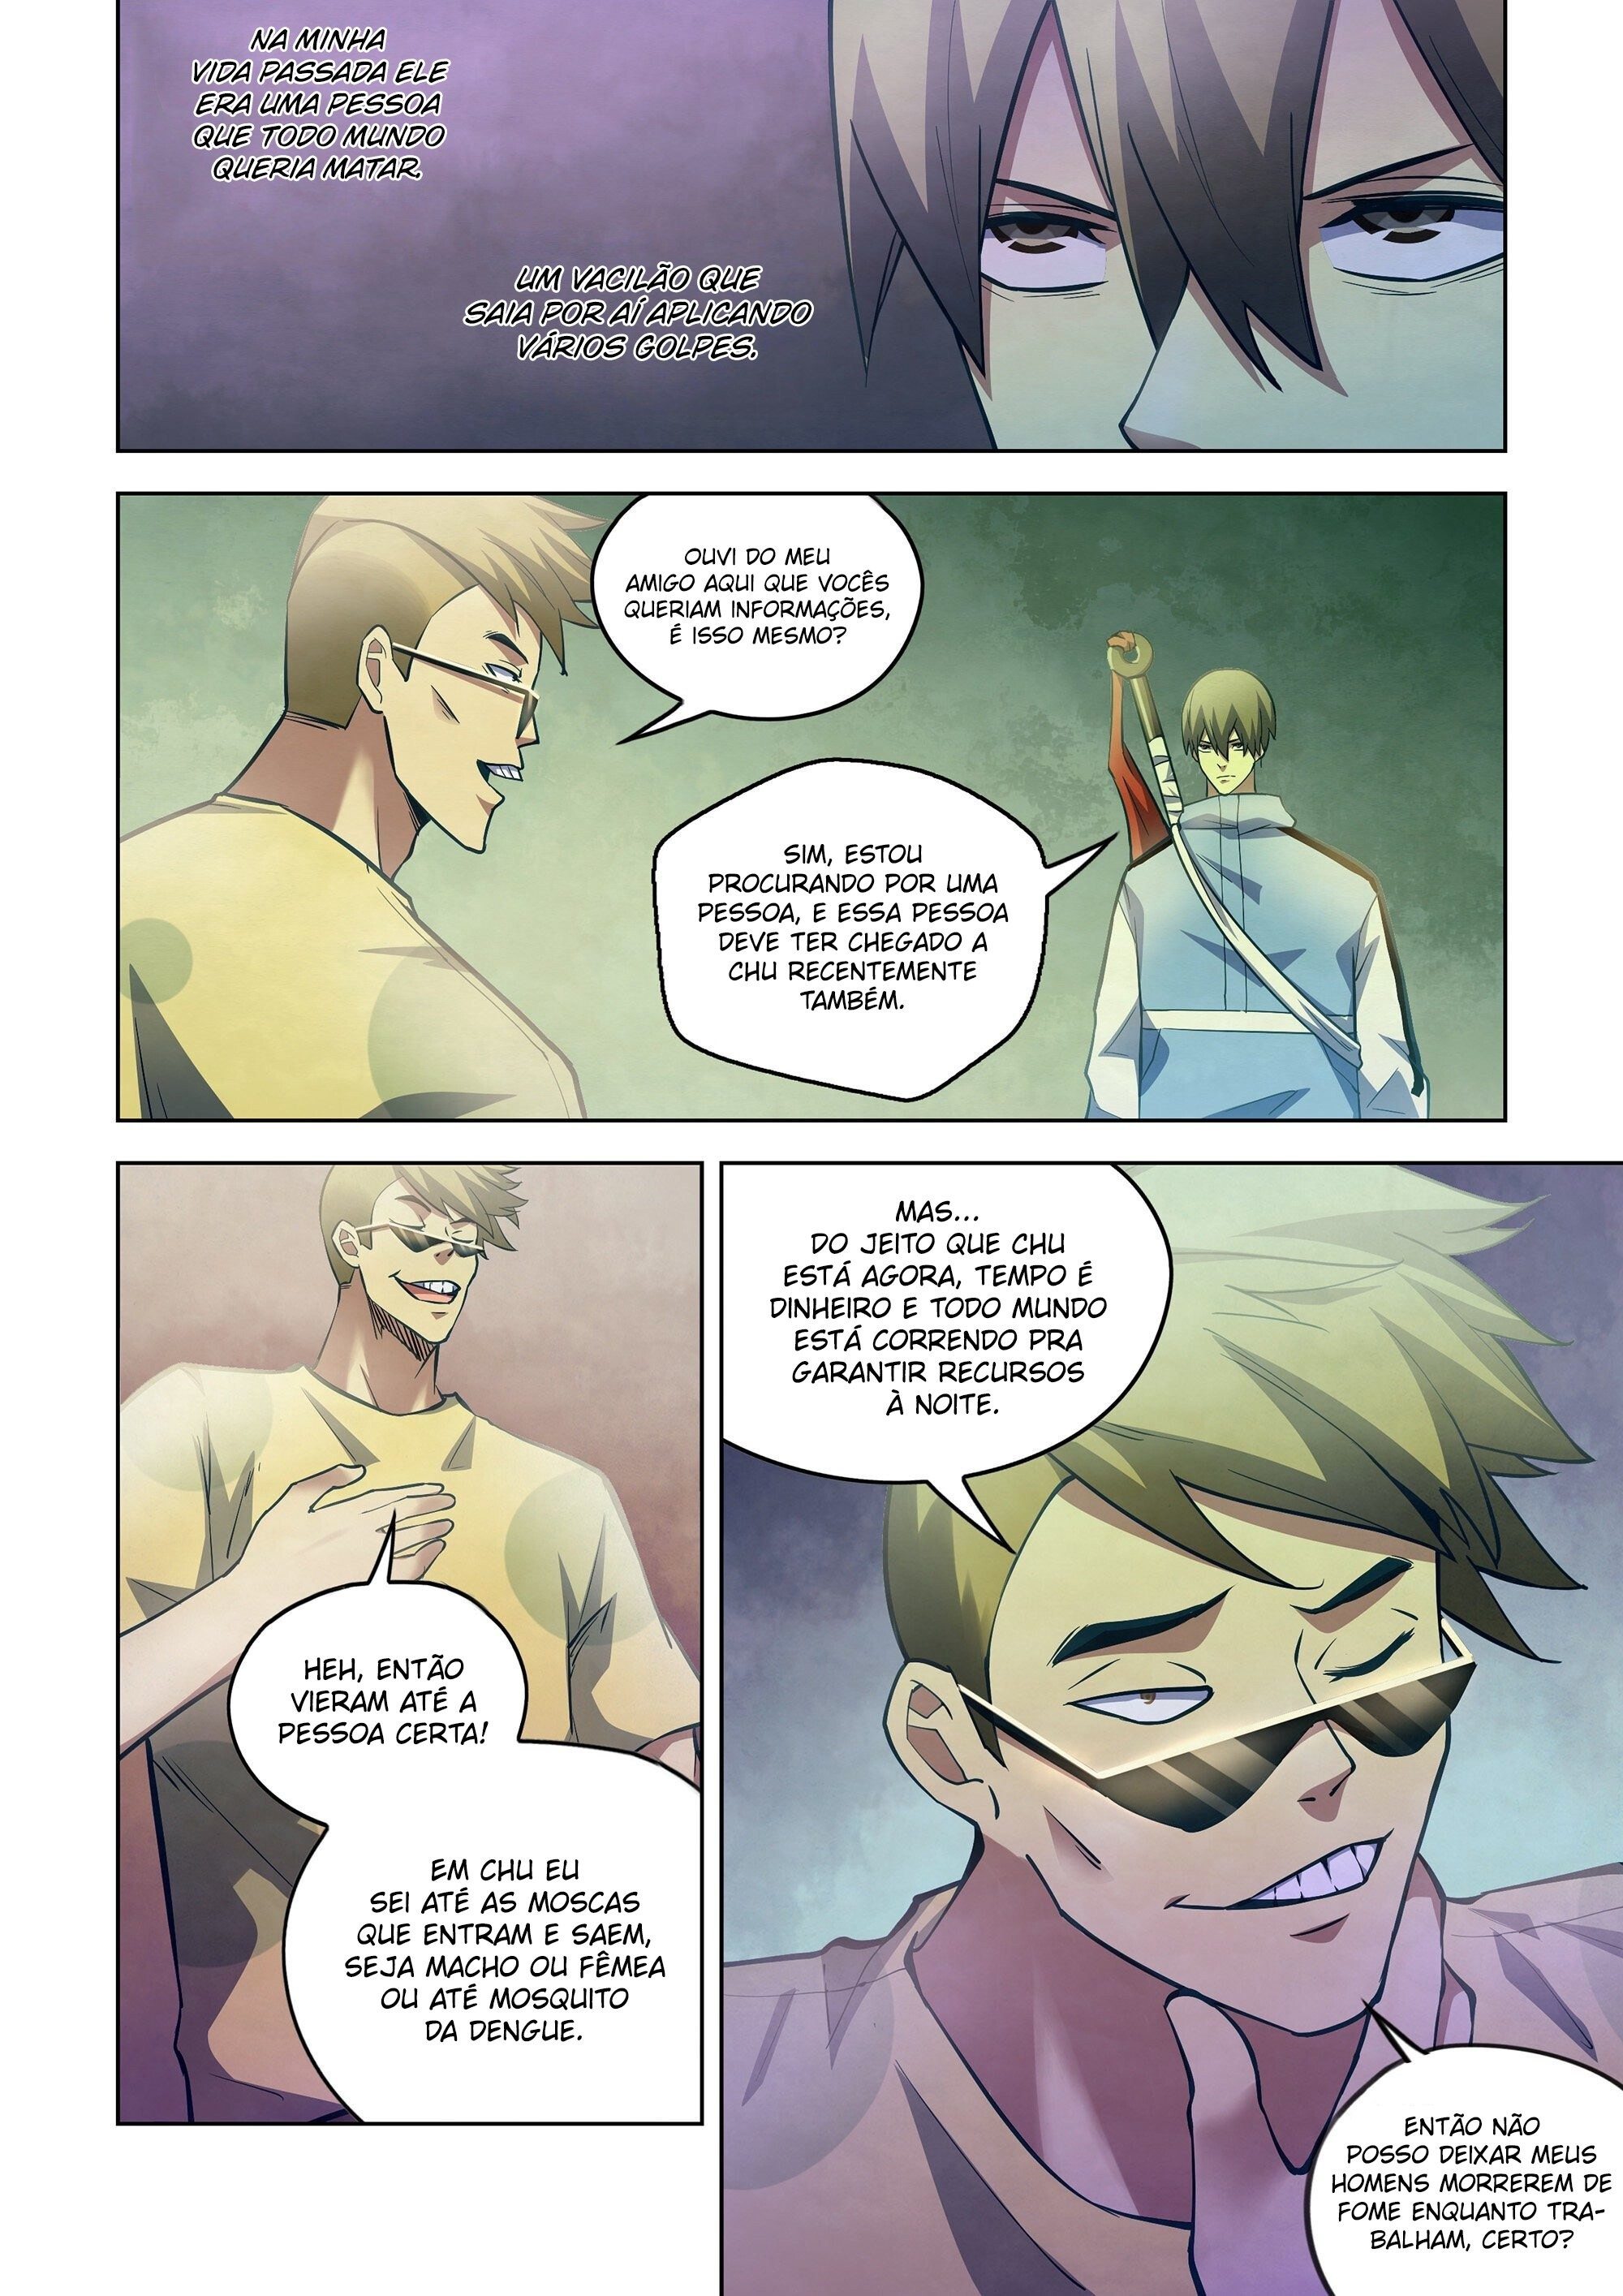 NA MINHA
VIDA PASSADA ELE
ERA UMA PESSOA
QUE TODO MUNDO
QUERIA MATAR.
UM VACILÃO QUE
SAIA POR AÍ APLICANDO
VÁRIOS GOLPES.
OUVI DO MEU
AMIGO AQUI QUE VOCÊS
QUERIAM INFORMAÇÕES,
É ISSO MESMO?
SIM, ESTOU
PROCURANDO POR UMA
PESSOA, E ESSA PESSOA
DEVE TER CHEGADO A
CHU RECENTEMENTE
TAMBÉM.
HEH, ENTÃO
VIERAM ATÉ A
PESSOA CERTA!
EM CHU EU
SEI ATÉ AS MOSCAS
QUE ENTRAM E SAEM,
SEJA MACHO OU FÊMEA
OU ATÉ MOSQUITO
DA DENGUE.
MAS...
DO JEITO QUE CHU
ESTÁ AGORA, TEMPO É
DINHEIRO E TODO MUNDO
ESTÁ CORRENDO PRA
GARANTIR RECURSOS
À NOITE.
ENTÃO NÃO
POSSO DEIXAR MEUS
HOMENS MORREREM DE
FOME ENQUANTO TRA-
BALHAM, CERTO?